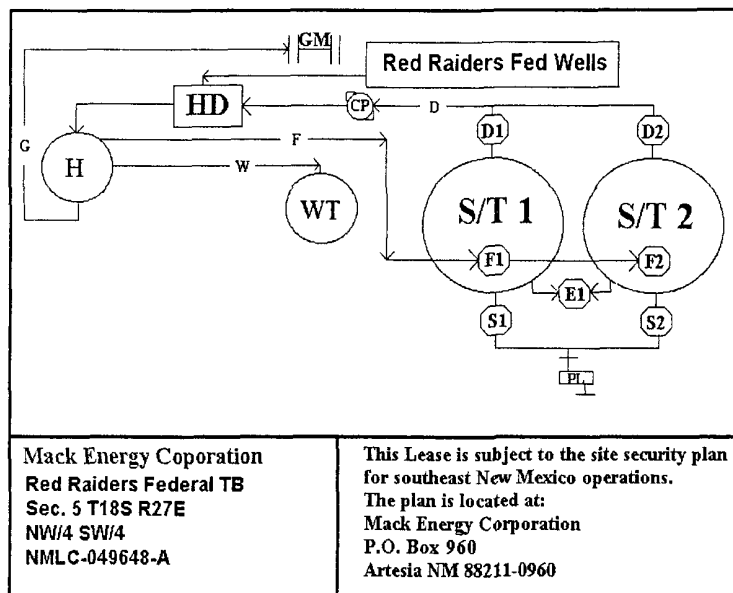 GM
Red Raiders Fed Wells
HD
CP
D
D1
D2
G
F
H
W
WT
S/T 1
S/T 2
F1
F2
E1
S1
S2
PL
Mack Energy Coporation
Red Raiders Federal TB
Sec. 5 T18S R27E
NW/4 SW/4
NMLC-049648-A
This Lease is subject to the site security plan
for southeast New Mexico operations.
The plan is located at:
Mack Energy Corporation
P.O. Box 960
Artesia NM 88211-0960